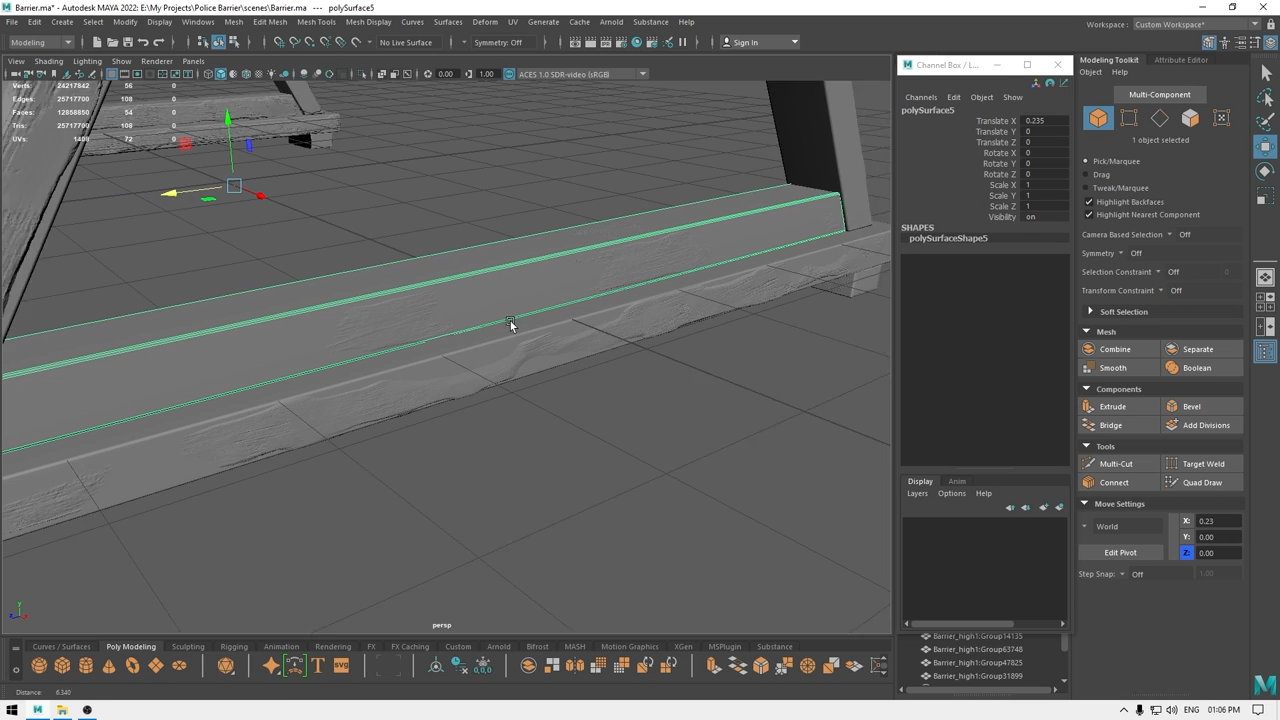 Barrier.ma* - Autodesk MAYA 2022: E:\My Projects\Police Barrier\scenes\Barrier.ma --- polySurface5
File Edit Create Select Modify Display Windows Mesh Edit Mesh Mesh Tools Mesh Display Curves Surfaces Deform UV Generate Cache Arnold Substance Help
Workspace : Custom Workspace*
Modeling No Live Surface Symmetry: Off Sign In
View Shading Lighting Show Renderer Panels
0.00 1.00 ACES 1.0 SDR-video (sRGB)
Verts: 24217842 56 0
Edges: 25717700 108 0
Faces: 12858850 54 0
Tris: 25717700 108 0
UVs: 1408 72 0
persp
Channel Box / L...
Channels Edit Object Show
polySurface5
Translate X 0.235
Translate Y 0
Translate Z 0
Rotate X 0
Rotate Y 0
Rotate Z 0
Scale X 1
Scale Y 1
Scale Z 1
Visibility on
SHAPES
polySurfaceShape5
Display Anim
Layers Options Help
Barrier_high1:Group14135
Barrier_high1:Group63748
Barrier_high1:Group47825
Barrier_high1:Group31899
Modeling Toolkit Attribute Editor
Object Help
Multi-Component
1 object selected
Pick/Marquee
Drag
Tweak/Marquee
Highlight Backfaces
Highlight Nearest Component
Camera Based Selection Off
Symmetry Off
Selection Constraint Off 0
Transform Constraint Off
Soft Selection
Mesh
Combine Separate
Smooth Boolean
Components
Extrude Bevel
Bridge Add Divisions
Tools
Multi-Cut Target Weld
Connect Quad Draw
Move Settings
World
X: 0.23
Y: 0.00
Z: 0.00
Edit Pivot
Step Snap: Off 1.00
Curves / Surfaces Poly Modeling Sculpting Rigging Animation Rendering FX FX Caching Custom Arnold Bifrost MASH Motion Graphics XGen MSPlugin Substance
Distance: 6.340
ENG 01:06 PM